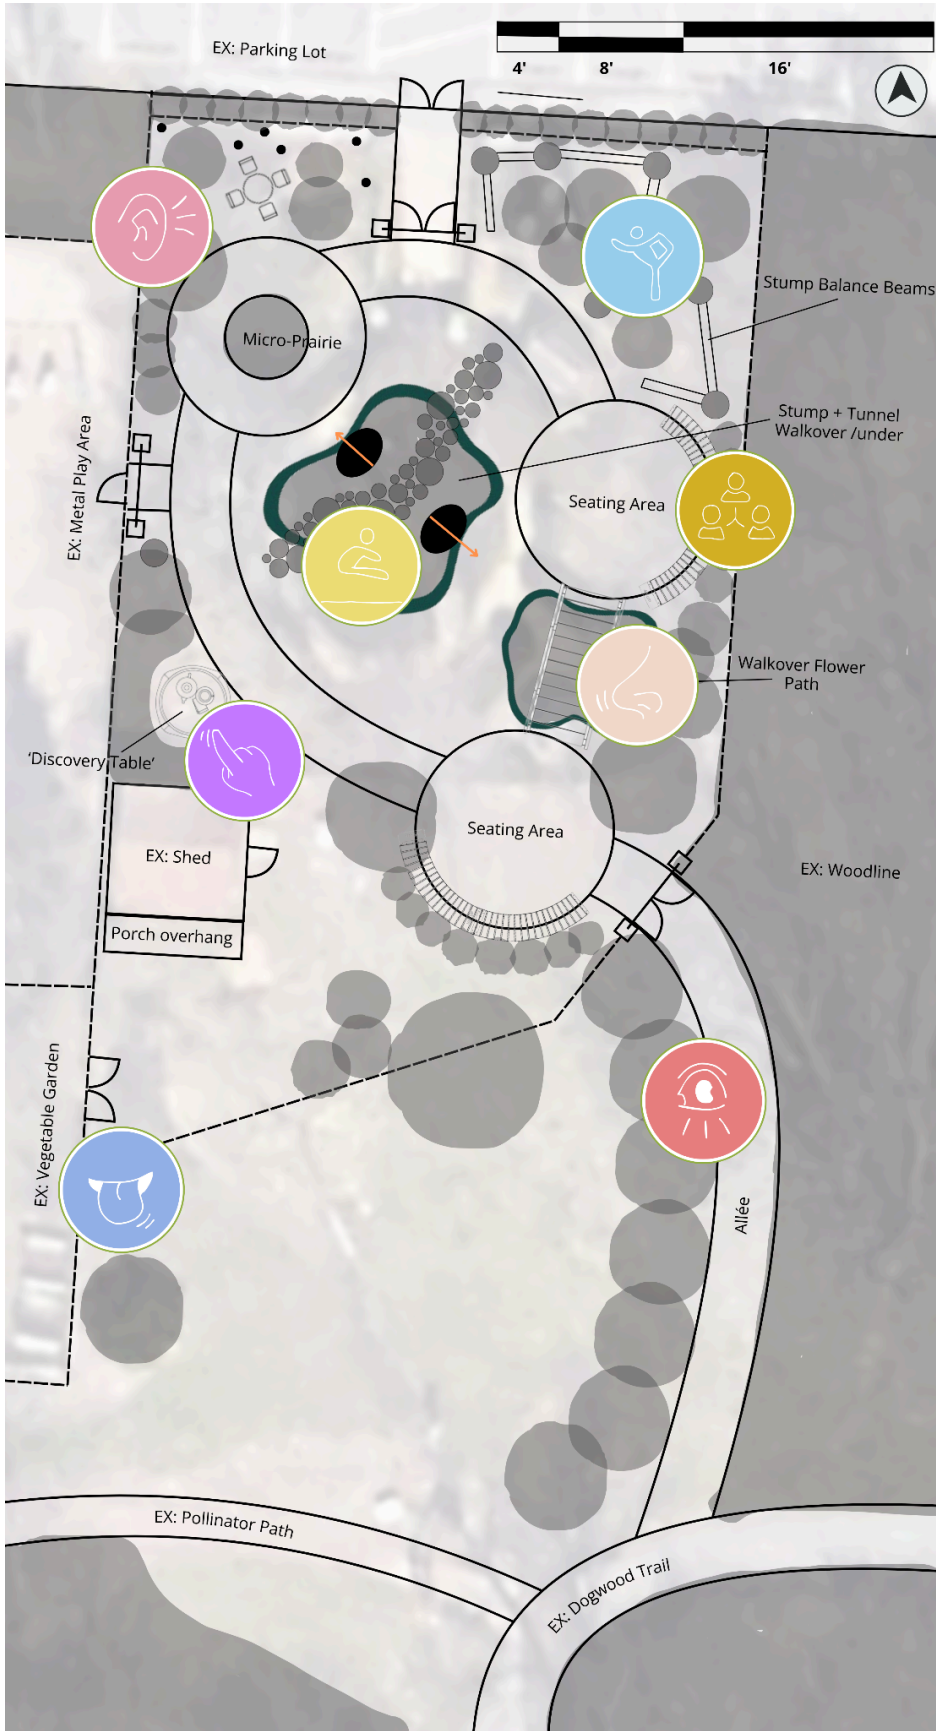 EX: Parking Lot
4' 8' 16'
Stump Balance Beams
Micro-Prairie
Stump + Tunnel
Walkover /under
EX: Metal Play Area
Seating Area
Walkover Flower
Path
'Discovery Table'
Seating Area
EX: Shed
EX: Woodline
Porch overhang
EX: Vegetable Garden
Allée
EX: Pollinator Path
EX: Dogwood Trail